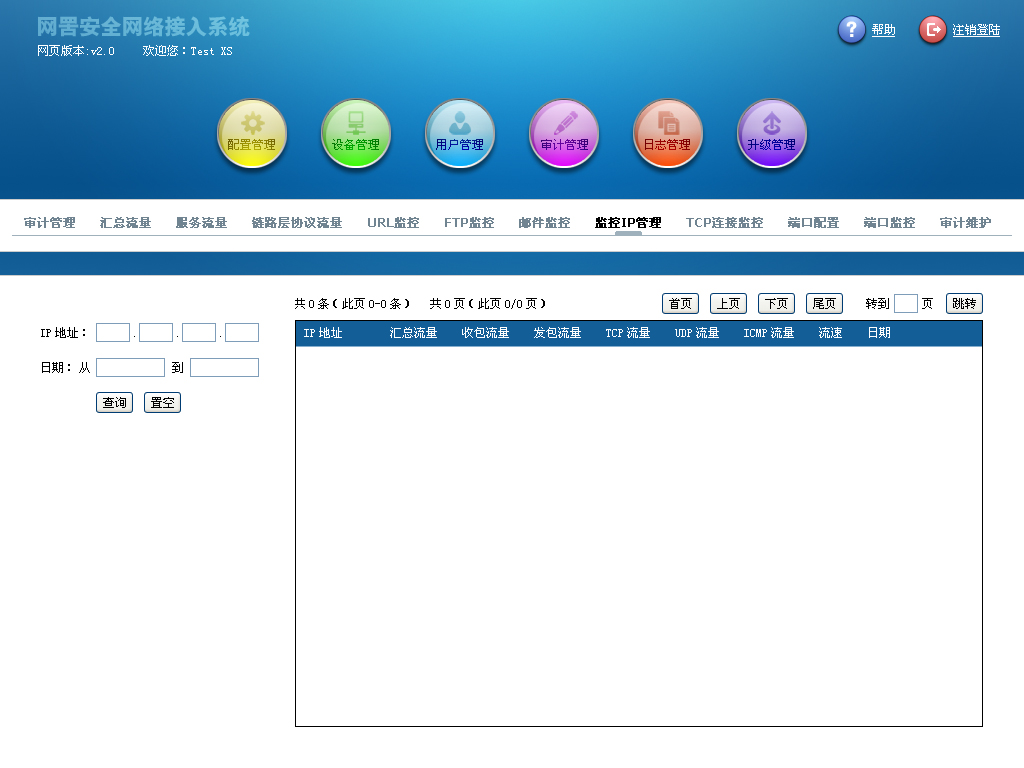 网罟安全网络接入系统
网页版本:v2.0 欢迎您：Test XS
帮助 注销登陆
配置管理 设备管理 用户管理 审计管理 日志管理 升级管理
审计管理 汇总流量 服务流量 链路层协议流量 URL监控 FTP监控 邮件监控 监控IP管理 TCP连接监控 端口配置 端口监控 审计维护
共 0 条 ( 此页 0-0 条 ) 共 0 页 ( 此页 0/0 页 ) 首页 上页 下页 尾页 转到 页 跳转
IP 地址： . . .
日期： 从 到
查询 置空
IP 地址 汇总流量 收包流量 发包流量 TCP 流量 UDP 流量 ICMP 流量 流速 日期